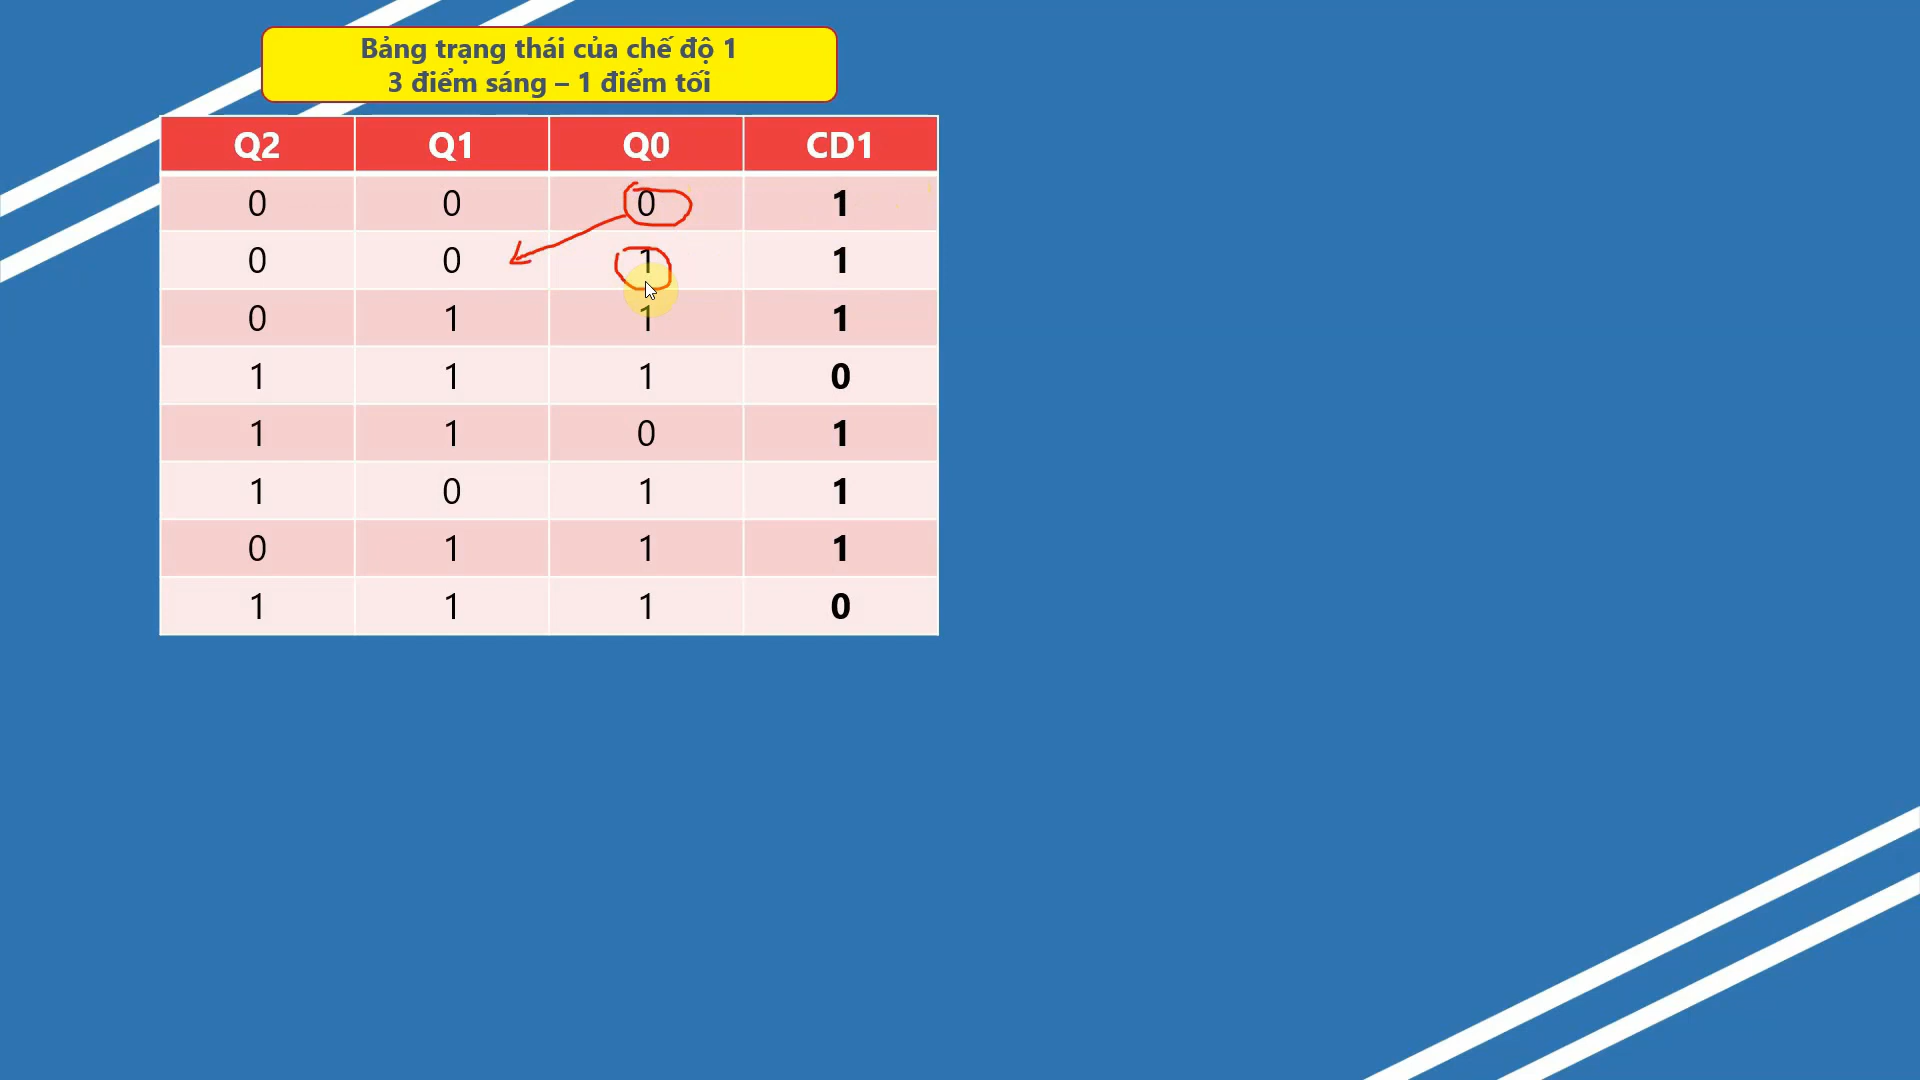 Bảng trạng thái của chế độ 1
3 điểm sáng – 1 điểm tối
Q2 Q1 Q0 CD1
0 0 0 1
0 0 1 1
0 1 1 1
1 1 1 0
1 1 0 1
1 0 1 1
0 1 1 1
1 1 1 0